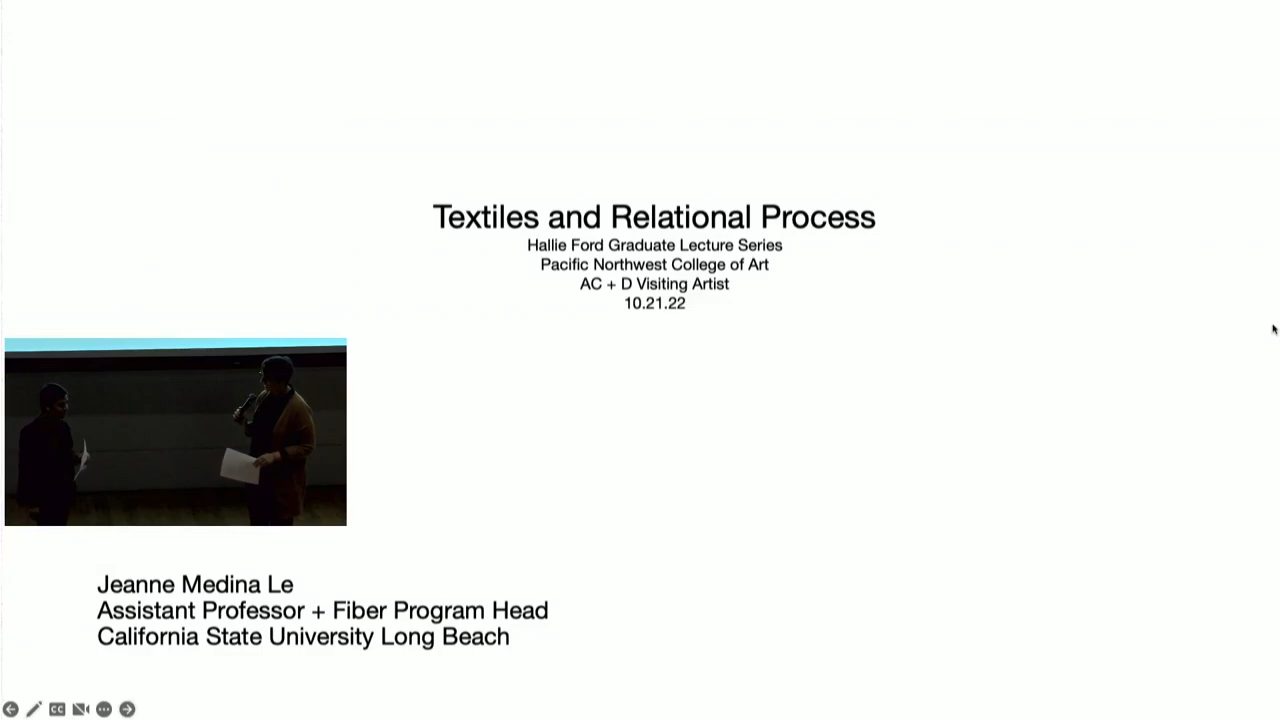 Textiles and Relational Process
Hallie Ford Graduate Lecture Series
Pacific Northwest College of Art
AC + D Visiting Artist
10.21.22
Jeanne Medina Le
Assistant Professor + Fiber Program Head
California State University Long Beach
CC